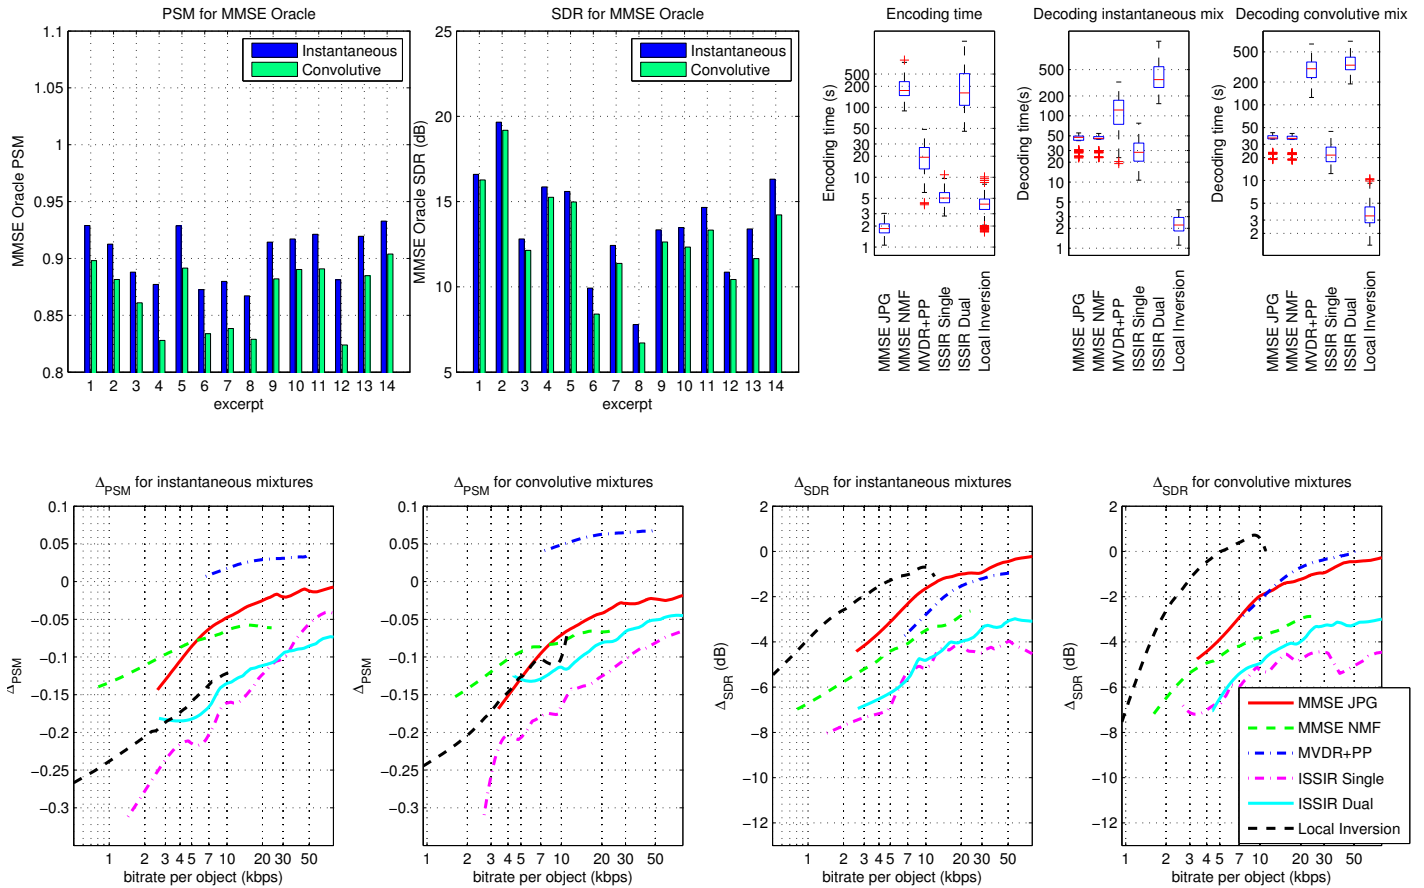 PSM for MMSE Oracle
1.1
1.05
1
0.95
0.9
0.85
0.8
MMSE Oracle PSM
Instantaneous
Convolutive
1 2 3 4 5 6 7 8 9 10 11 12 13 14
excerpt
SDR for MMSE Oracle
25
20
15
10
5
MMSE Oracle SDR (dB)
Instantaneous
Convolutive
1 2 3 4 5 6 7 8 9 10 11 12 13 14
excerpt
Encoding time
500
100
50
30
20
10
5
3
2
1
Encoding time (s)
MMSE JPG
MMSE NMF
MVDR+PP
ISSIR Single
ISSIR Dual
Local Inversion
Decoding instantaneous mix
500
200
100
50
30
20
10
5
3
2
1
Decoding time(s)
MMSE JPG
MMSE NMF
MVDR+PP
ISSIR Single
ISSIR Dual
Local Inversion
Decoding convolutive mix
500
200
100
50
30
20
10
5
3
2
Decoding time (s)
MMSE JPG
MMSE NMF
MVDR+PP
ISSIR Single
ISSIR Dual
Local Inversion
ΔPSM for instantaneous mixtures
0.1
0.05
0
−0.05
−0.1
−0.15
−0.2
−0.25
−0.3
ΔPSM
1 2 3 4 5 7 10 20 30 50
bitrate per object (kbps)
ΔPSM for convolutive mixtures
0.1
0.05
0
−0.05
−0.1
−0.15
−0.2
−0.25
−0.3
ΔPSM
1 2 3 4 5 7 10 20 30 50
bitrate per object (kbps)
ΔSDR for instantaneous mixtures
2
0
−2
−4
−6
−8
−10
−12
ΔSDR (dB)
1 2 3 4 5 7 10 20 30 50
bitrate per object (kbps)
ΔSDR for convolutive mixtures
2
0
−2
−4
−6
−8
−10
−12
ΔSDR (dB)
1 2 3 4 5 7 10 20 30 50
bitrate per object (kbps)
MMSE JPG
MMSE NMF
MVDR+PP
ISSIR Single
ISSIR Dual
Local Inversion